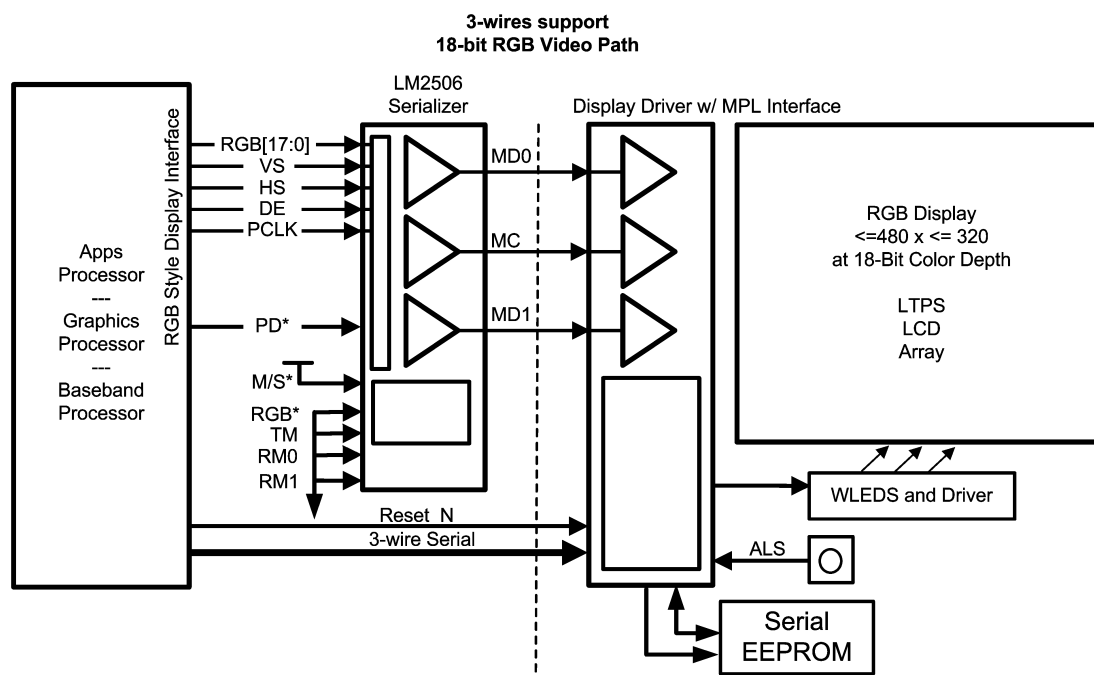 3-wires support
18-bit RGB Video Path
LM2506
Serializer
Display Driver w/ MPL Interface
RGB Style Display Interface
RGB[17:0]
VS
HS
DE
PCLK
PD*
M/S*
RGB*
TM
RM0
RM1
Apps
Processor
---
Graphics
Processor
---
Baseband
Processor
MD0
MC
MD1
RGB Display
<=480 x <= 320
at 18-Bit Color Depth
LTPS
LCD
Array
WLEDS and Driver
Reset N
3-wire Serial
ALS
Serial
EEPROM